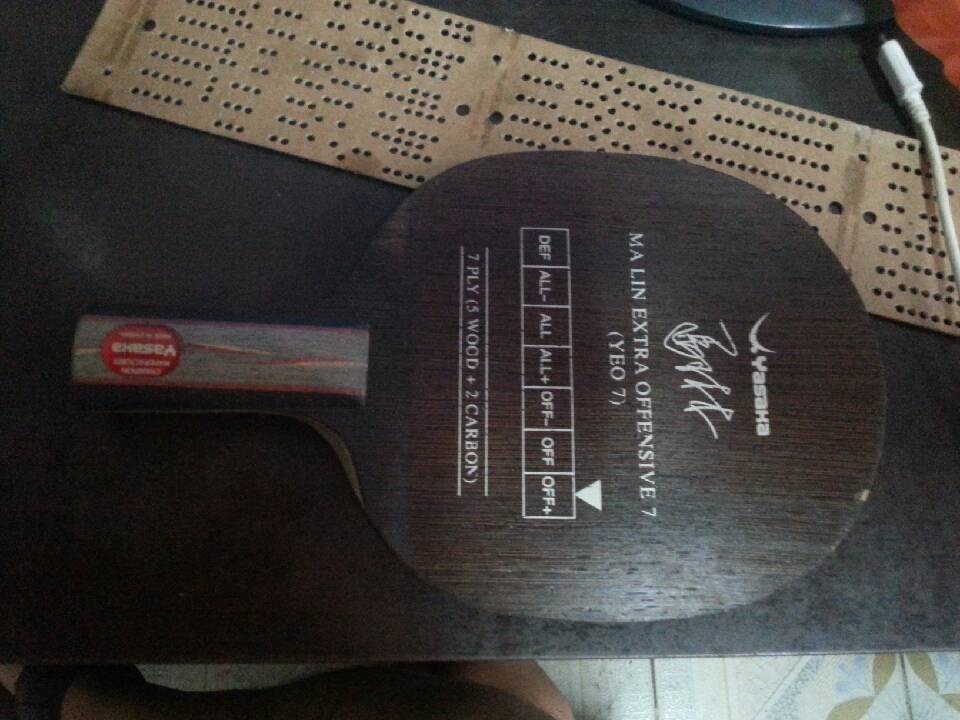 Yasaka
MA LIN EXTRA OFFENSIVE 7
(YEO 7)
DEF ALL- ALL ALL+ OFF- OFF OFF+
7 PLY (5 WOOD + 2 CARBON)
Yasaka